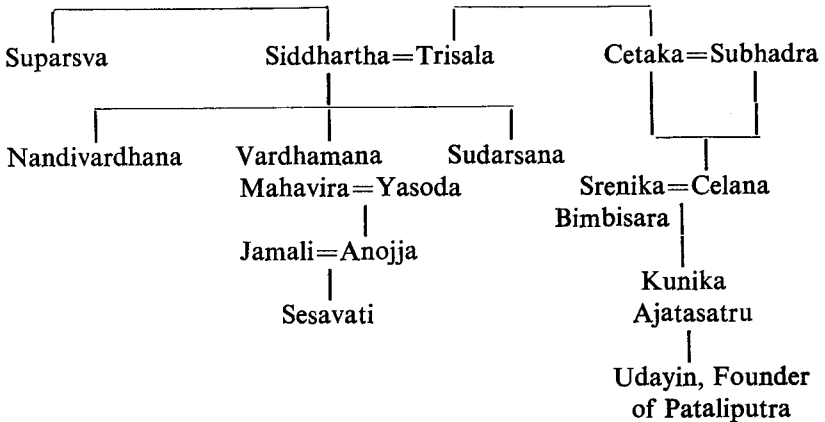 Suparsva Siddhartha=Trisala Cetaka=Subhadra
Nandivardhana Vardhamana Sudarsana
Mahavira=Yasoda Srenika=Celana
Bimbisara
Jamali=Anojja
Kunika
Sesavati Ajatasatru
Udayin, Founder
of Pataliputra